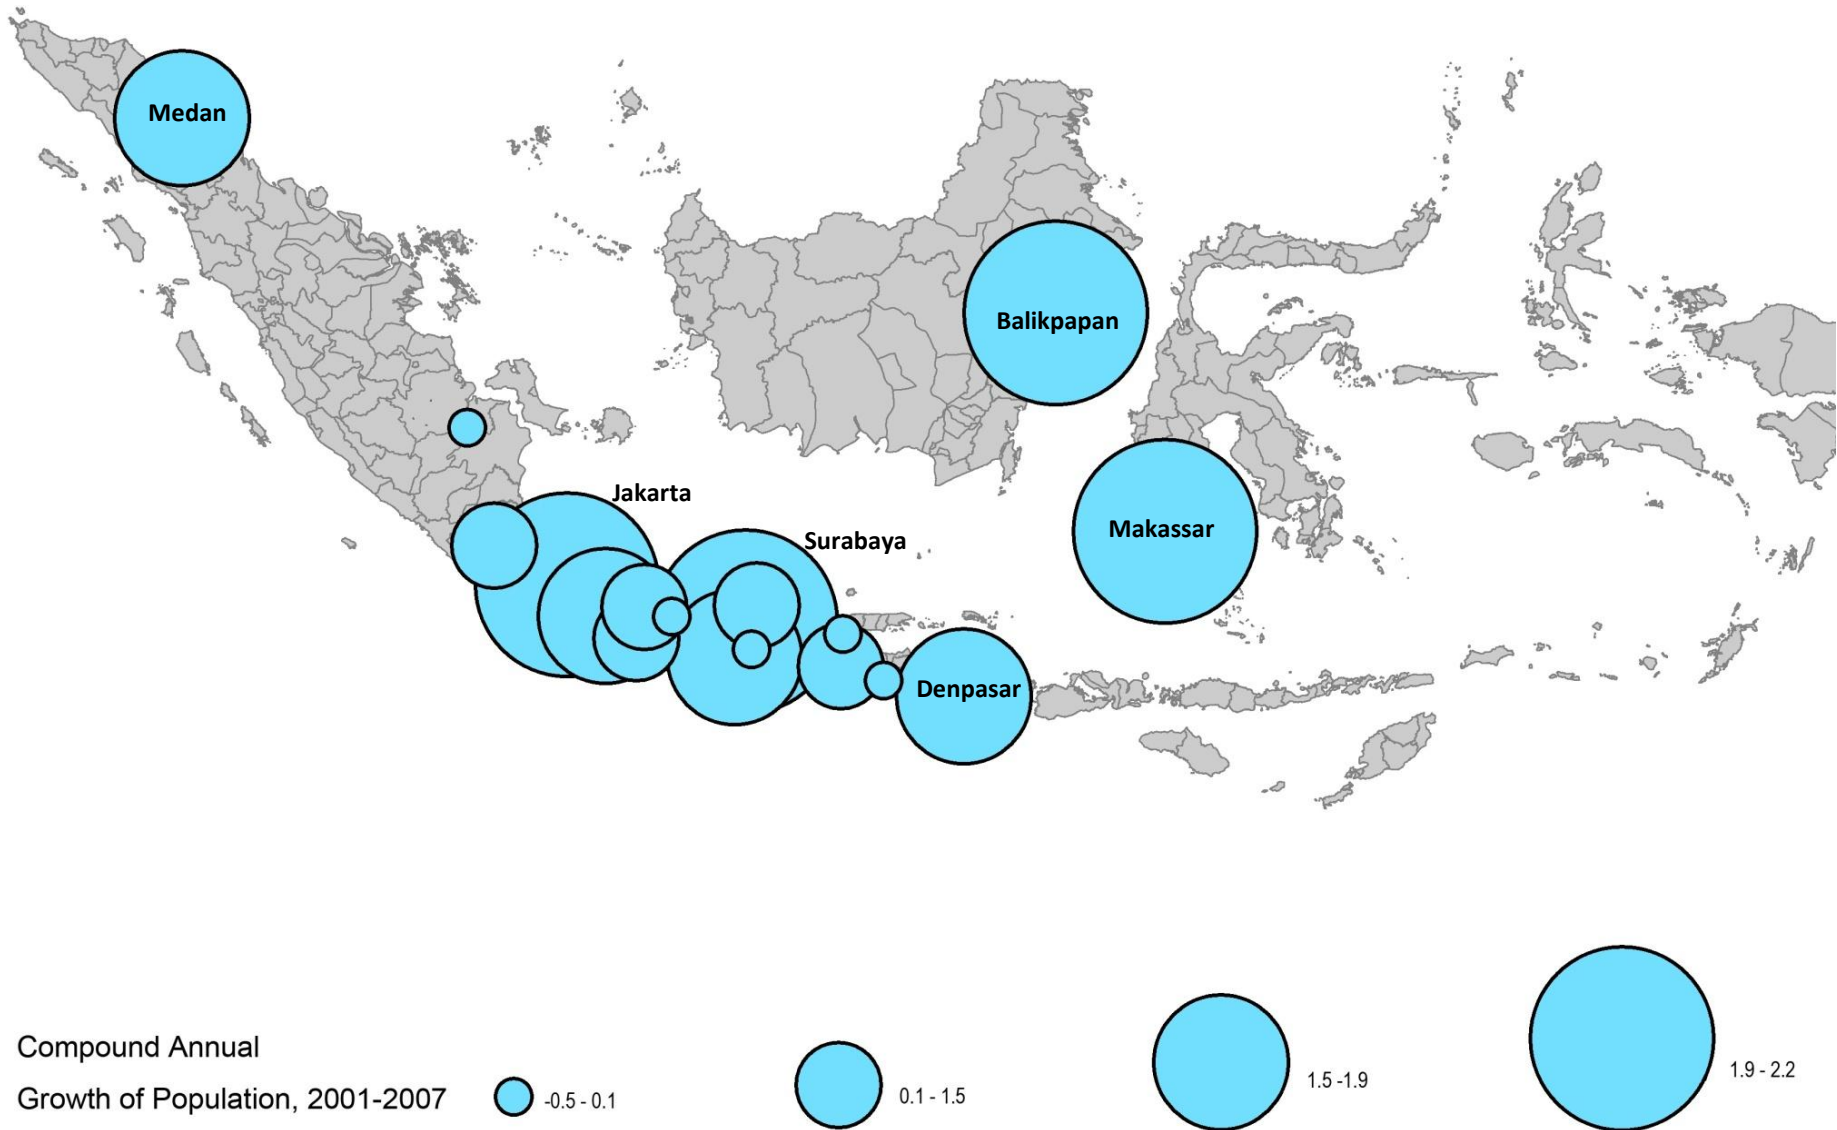 Medan
Balikpapan
Jakarta
Makassar
Surabaya
Denpasar
Compound Annual
Growth of Population, 2001-2007
-0.5 - 0.1
0.1 - 1.5
1.5 -1.9
1.9 - 2.2